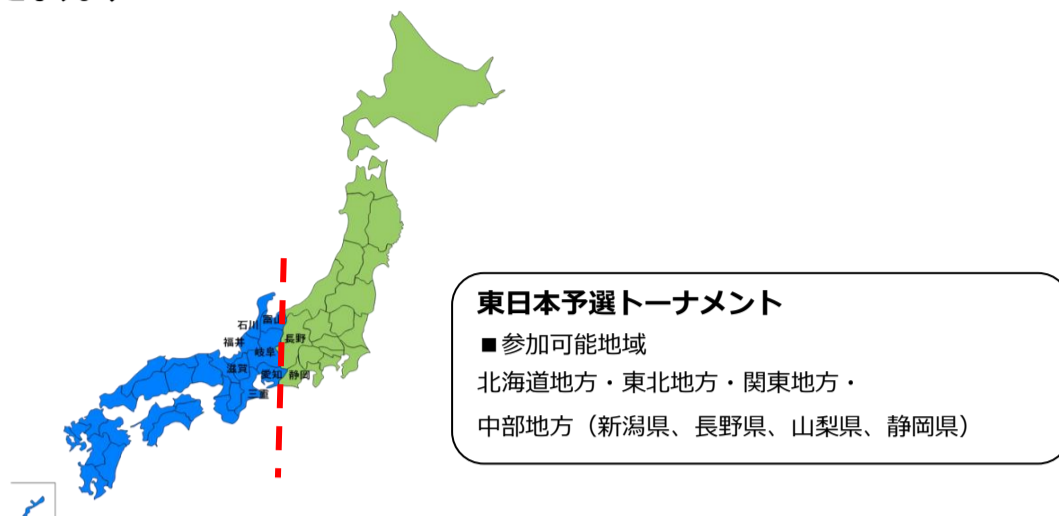 富山
石川
長野
福井
岐阜
滋賀
愛知
静岡
三重
東日本予選トーナメント
■参加可能地域
北海道地方・東北地方・関東地方・
中部地方（新潟県、長野県、山梨県、静岡県）